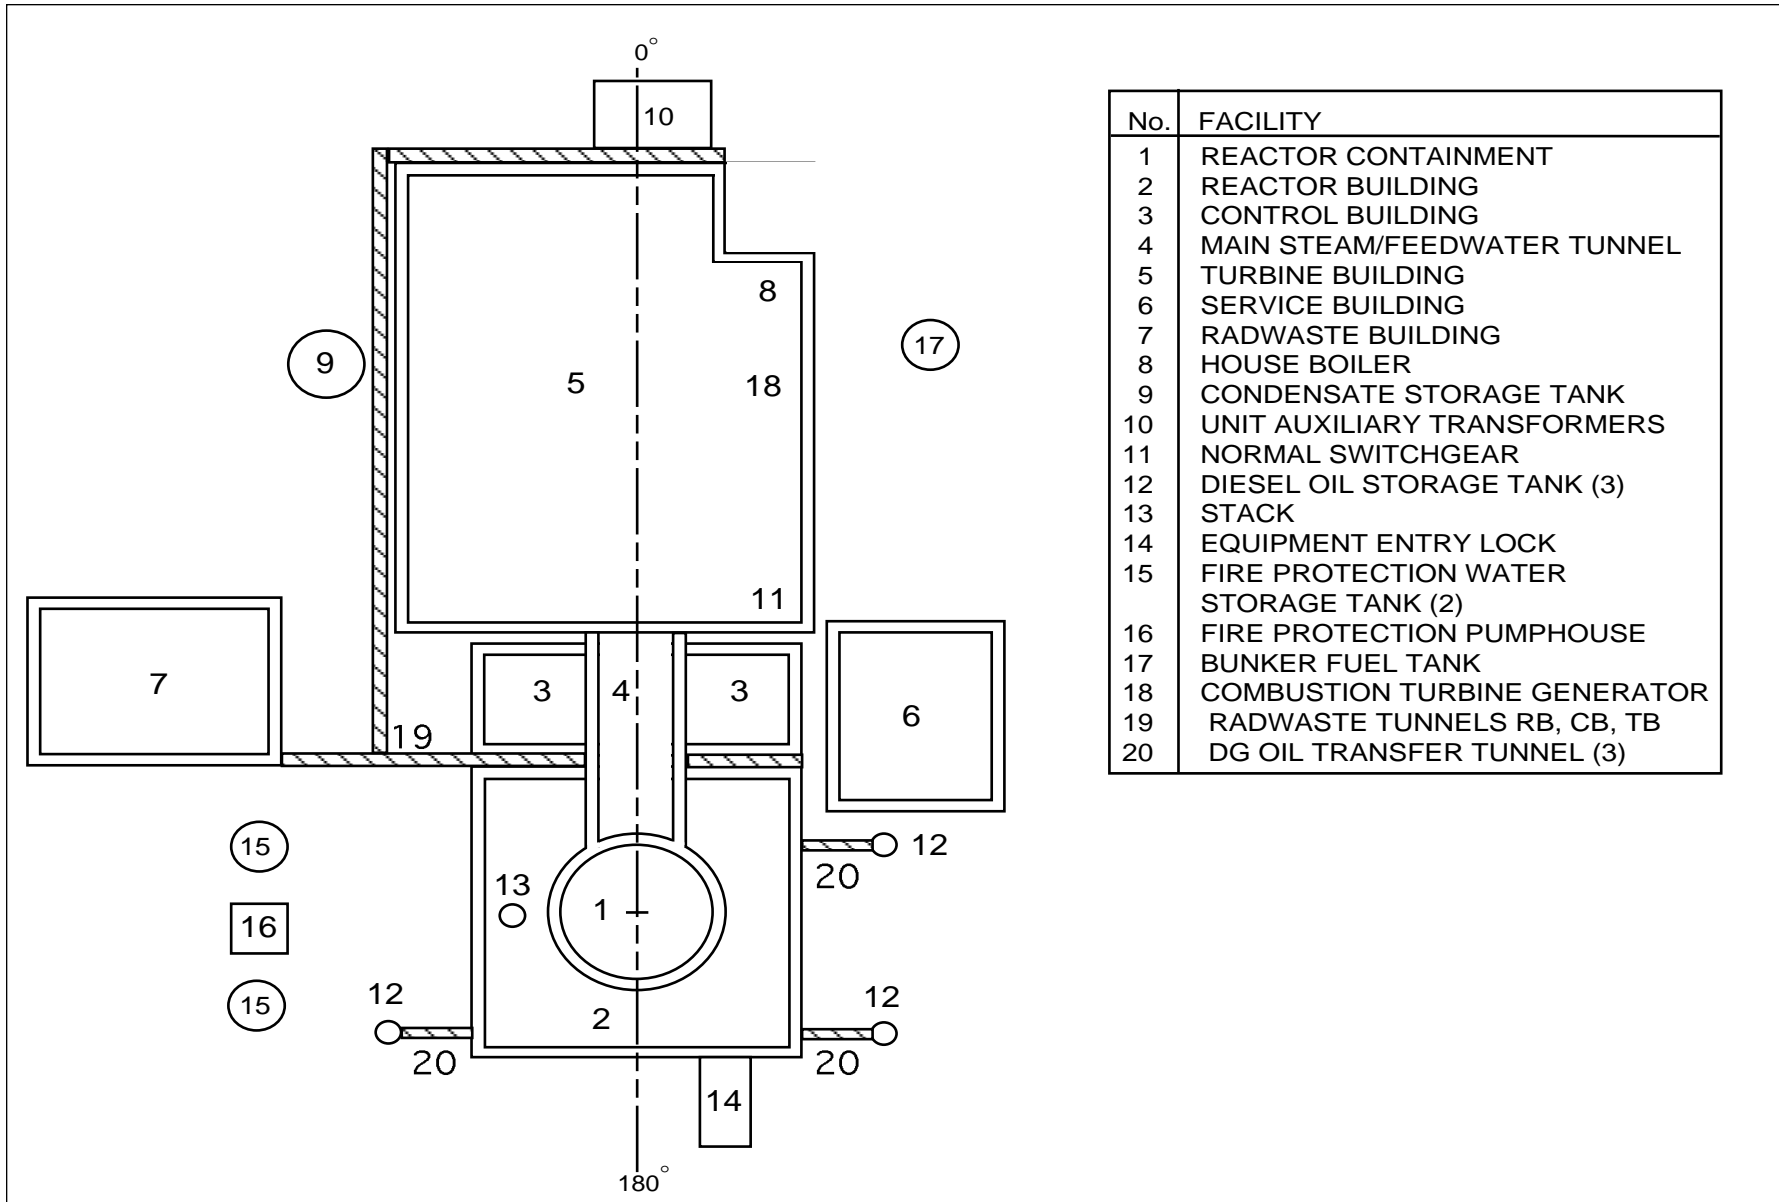 0°
10
8
17
9
5
18
11
7
3
4
3
6
19
15
12
20
13
1
16
12
12
15
2
20
20
14
180°
No. FACILITY
1 REACTOR CONTAINMENT
2 REACTOR BUILDING
3 CONTROL BUILDING
4 MAIN STEAM/FEEDWATER TUNNEL
5 TURBINE BUILDING
6 SERVICE BUILDING
7 RADWASTE BUILDING
8 HOUSE BOILER
9 CONDENSATE STORAGE TANK
10 UNIT AUXILIARY TRANSFORMERS
11 NORMAL SWITCHGEAR
12 DIESEL OIL STORAGE TANK (3)
13 STACK
14 EQUIPMENT ENTRY LOCK
15 FIRE PROTECTION WATER
STORAGE TANK (2)
16 FIRE PROTECTION PUMPHOUSE
17 BUNKER FUEL TANK
18 COMBUSTION TURBINE GENERATOR
19 RADWASTE TUNNELS RB, CB, TB
20 DG OIL TRANSFER TUNNEL (3)